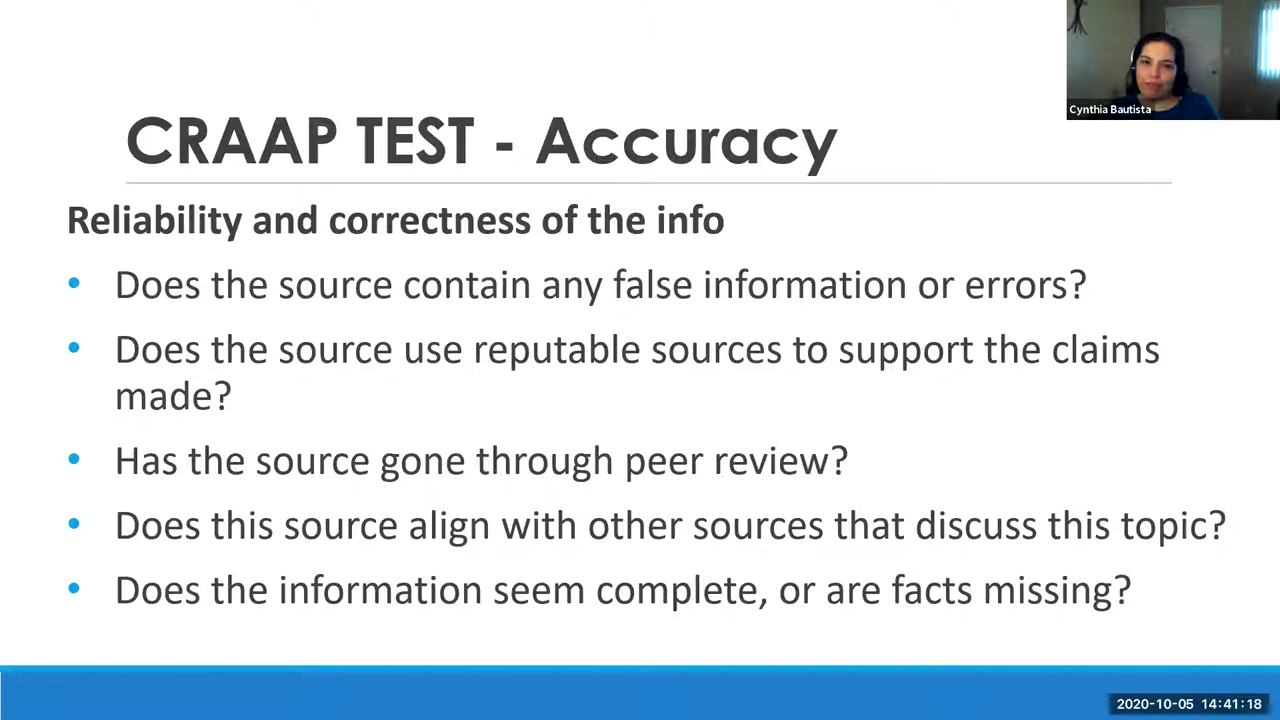 Cynthia Bautista
CRAAP TEST - Accuracy
Reliability and correctness of the info
• Does the source contain any false information or errors?
• Does the source use reputable sources to support the claims
made?
• Has the source gone through peer review?
• Does this source align with other sources that discuss this topic?
• Does the information seem complete, or are facts missing?
2020-10-05 14:41:18